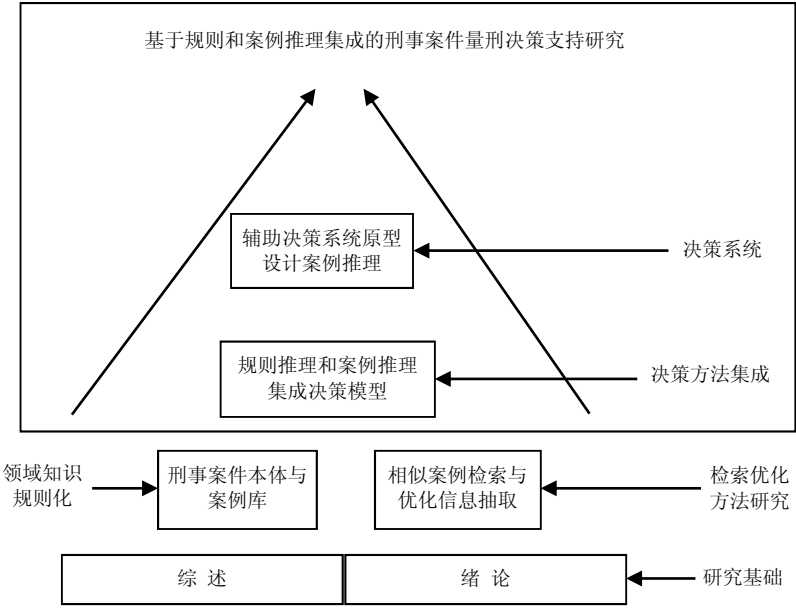 基于规则和案例推理集成的刑事案件量刑决策支持研究
辅助决策系统原型
设计案例推理
决策系统
规则推理和案例推理
集成决策模型
决策方法集成
领域知识
规则化
刑事案件本体与
案例库
相似案例检索与
优化信息抽取
检索优化
方法研究
综 述
绪 论
研究基础